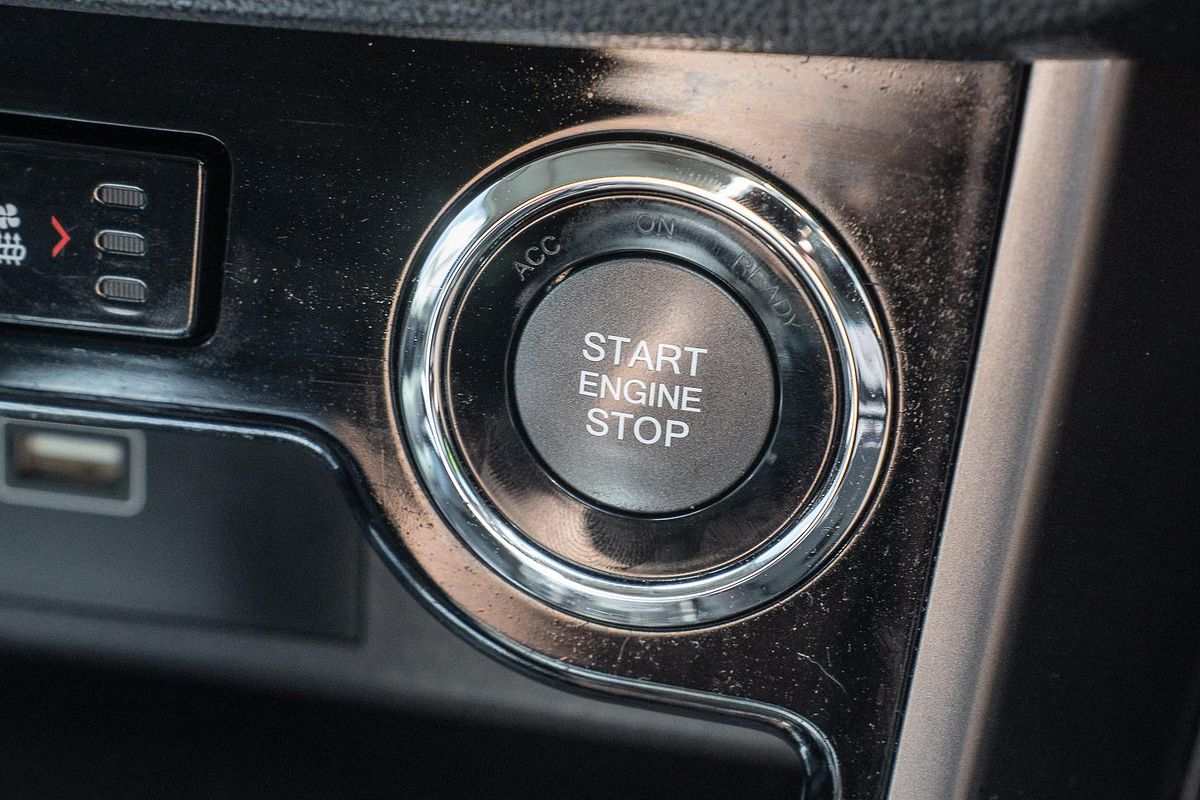 ACC
ON
READY
START
ENGINE
STOP